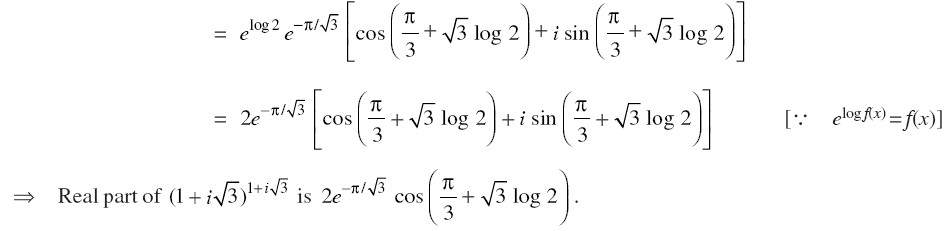 = e^{log 2} e^{−π/√3} [cos(π/3 + √3 log 2) + i sin(π/3 + √3 log 2)]
= 2e^{−π/√3} [cos(π/3 + √3 log 2) + i sin(π/3 + √3 log 2)] [∵ e^{log f(x)} = f(x)]
⇒ Real part of (1 + i√3)^{1+i√3} is 2e^{−π/√3} cos(π/3 + √3 log 2).